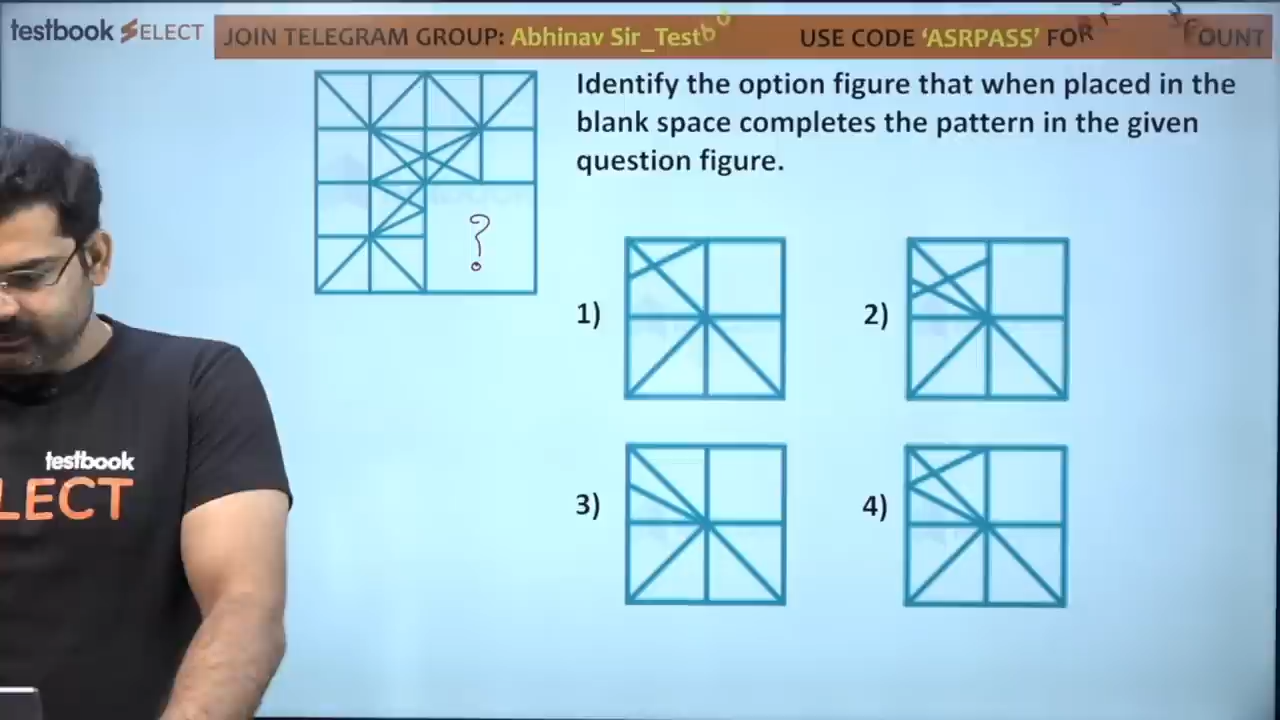 testbook SELECT
JOIN TELEGRAM GROUP: Abhinav Sir_Testbo
USE CODE ‘ASRPASS’ FOR
OUNT
Identify the option figure that when placed in the
blank space completes the pattern in the given
question figure.
?
1)
2)
3)
4)
testbook
LECT